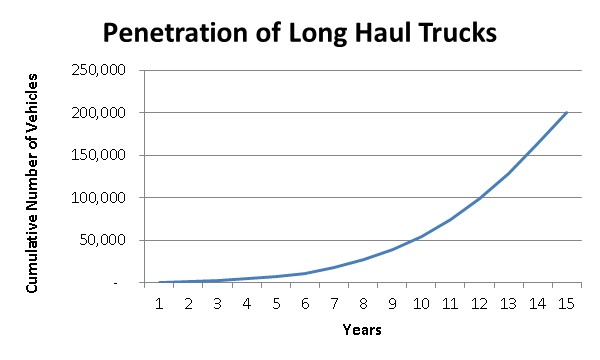 Penetration of Long Haul Trucks
Cumulative Number of Vehicles
250,000
200,000
150,000
100,000
50,000
-
1 2 3 4 5 6 7 8 9 10 11 12 13 14 15
Years